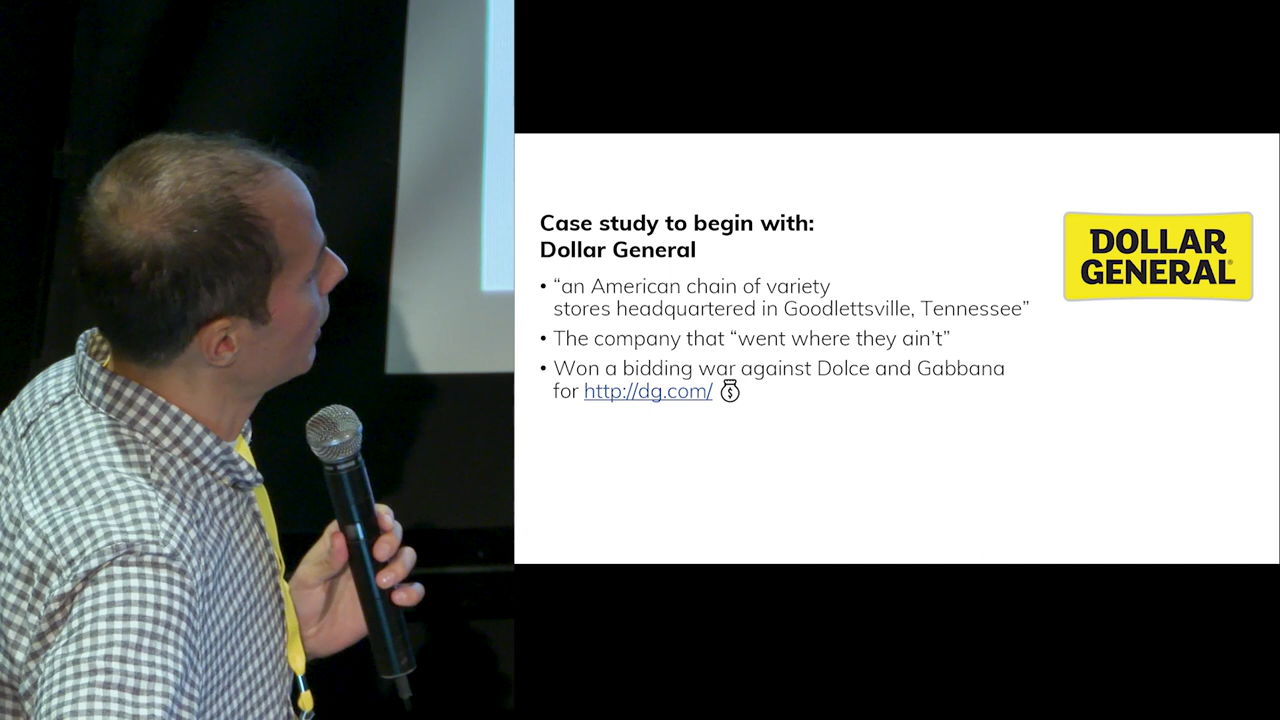 Case study to begin with:
Dollar General
• “an American chain of variety
stores headquartered in Goodlettsville, Tennessee”
• The company that “went where they ain’t”
• Won a bidding war against Dolce and Gabbana
for http://dg.com/
DOLLAR
GENERAL®